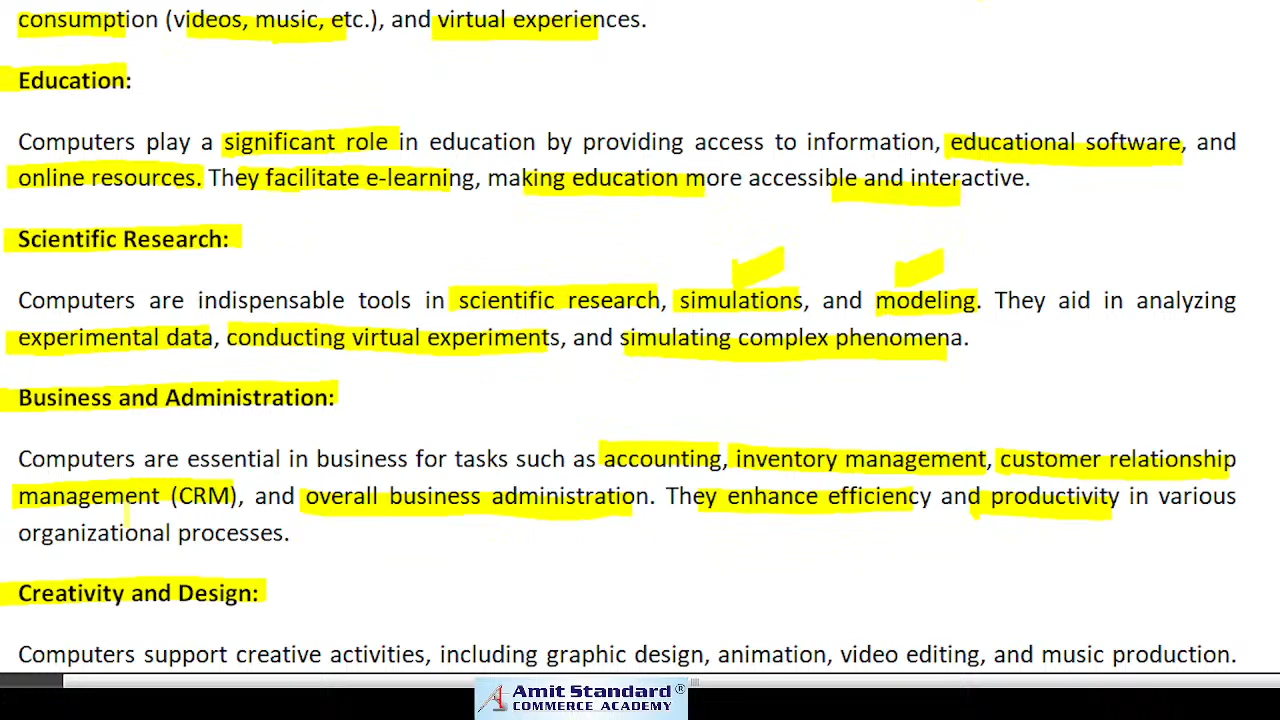 consumption (videos, music, etc.), and virtual experiences.
Education:
Computers play a significant role in education by providing access to information, educational software, and
online resources. They facilitate e-learning, making education more accessible and interactive.
Scientific Research:
Computers are indispensable tools in scientific research, simulations, and modeling. They aid in analyzing
experimental data, conducting virtual experiments, and simulating complex phenomena.
Business and Administration:
Computers are essential in business for tasks such as accounting, inventory management, customer relationship
management (CRM), and overall business administration. They enhance efficiency and productivity in various
organizational processes.
Creativity and Design:
Computers support creative activities, including graphic design, animation, video editing, and music production.
Amit Standard®
COMMERCE ACADEMY